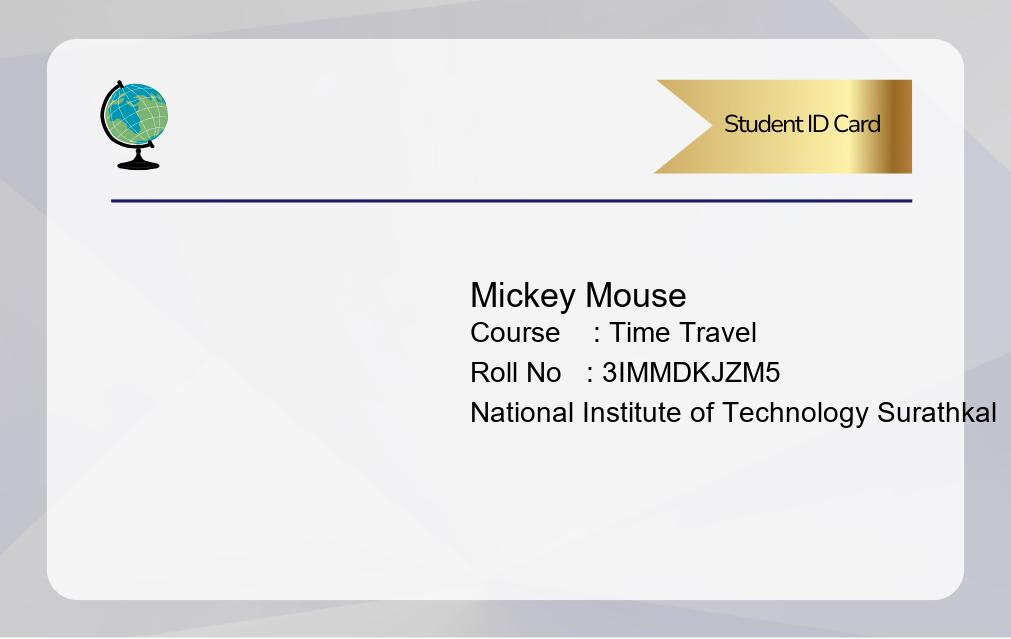 Student ID Card
Mickey Mouse
Course : Time Travel
Roll No : 3IMMDKJZM5
National Institute of Technology Surathkal